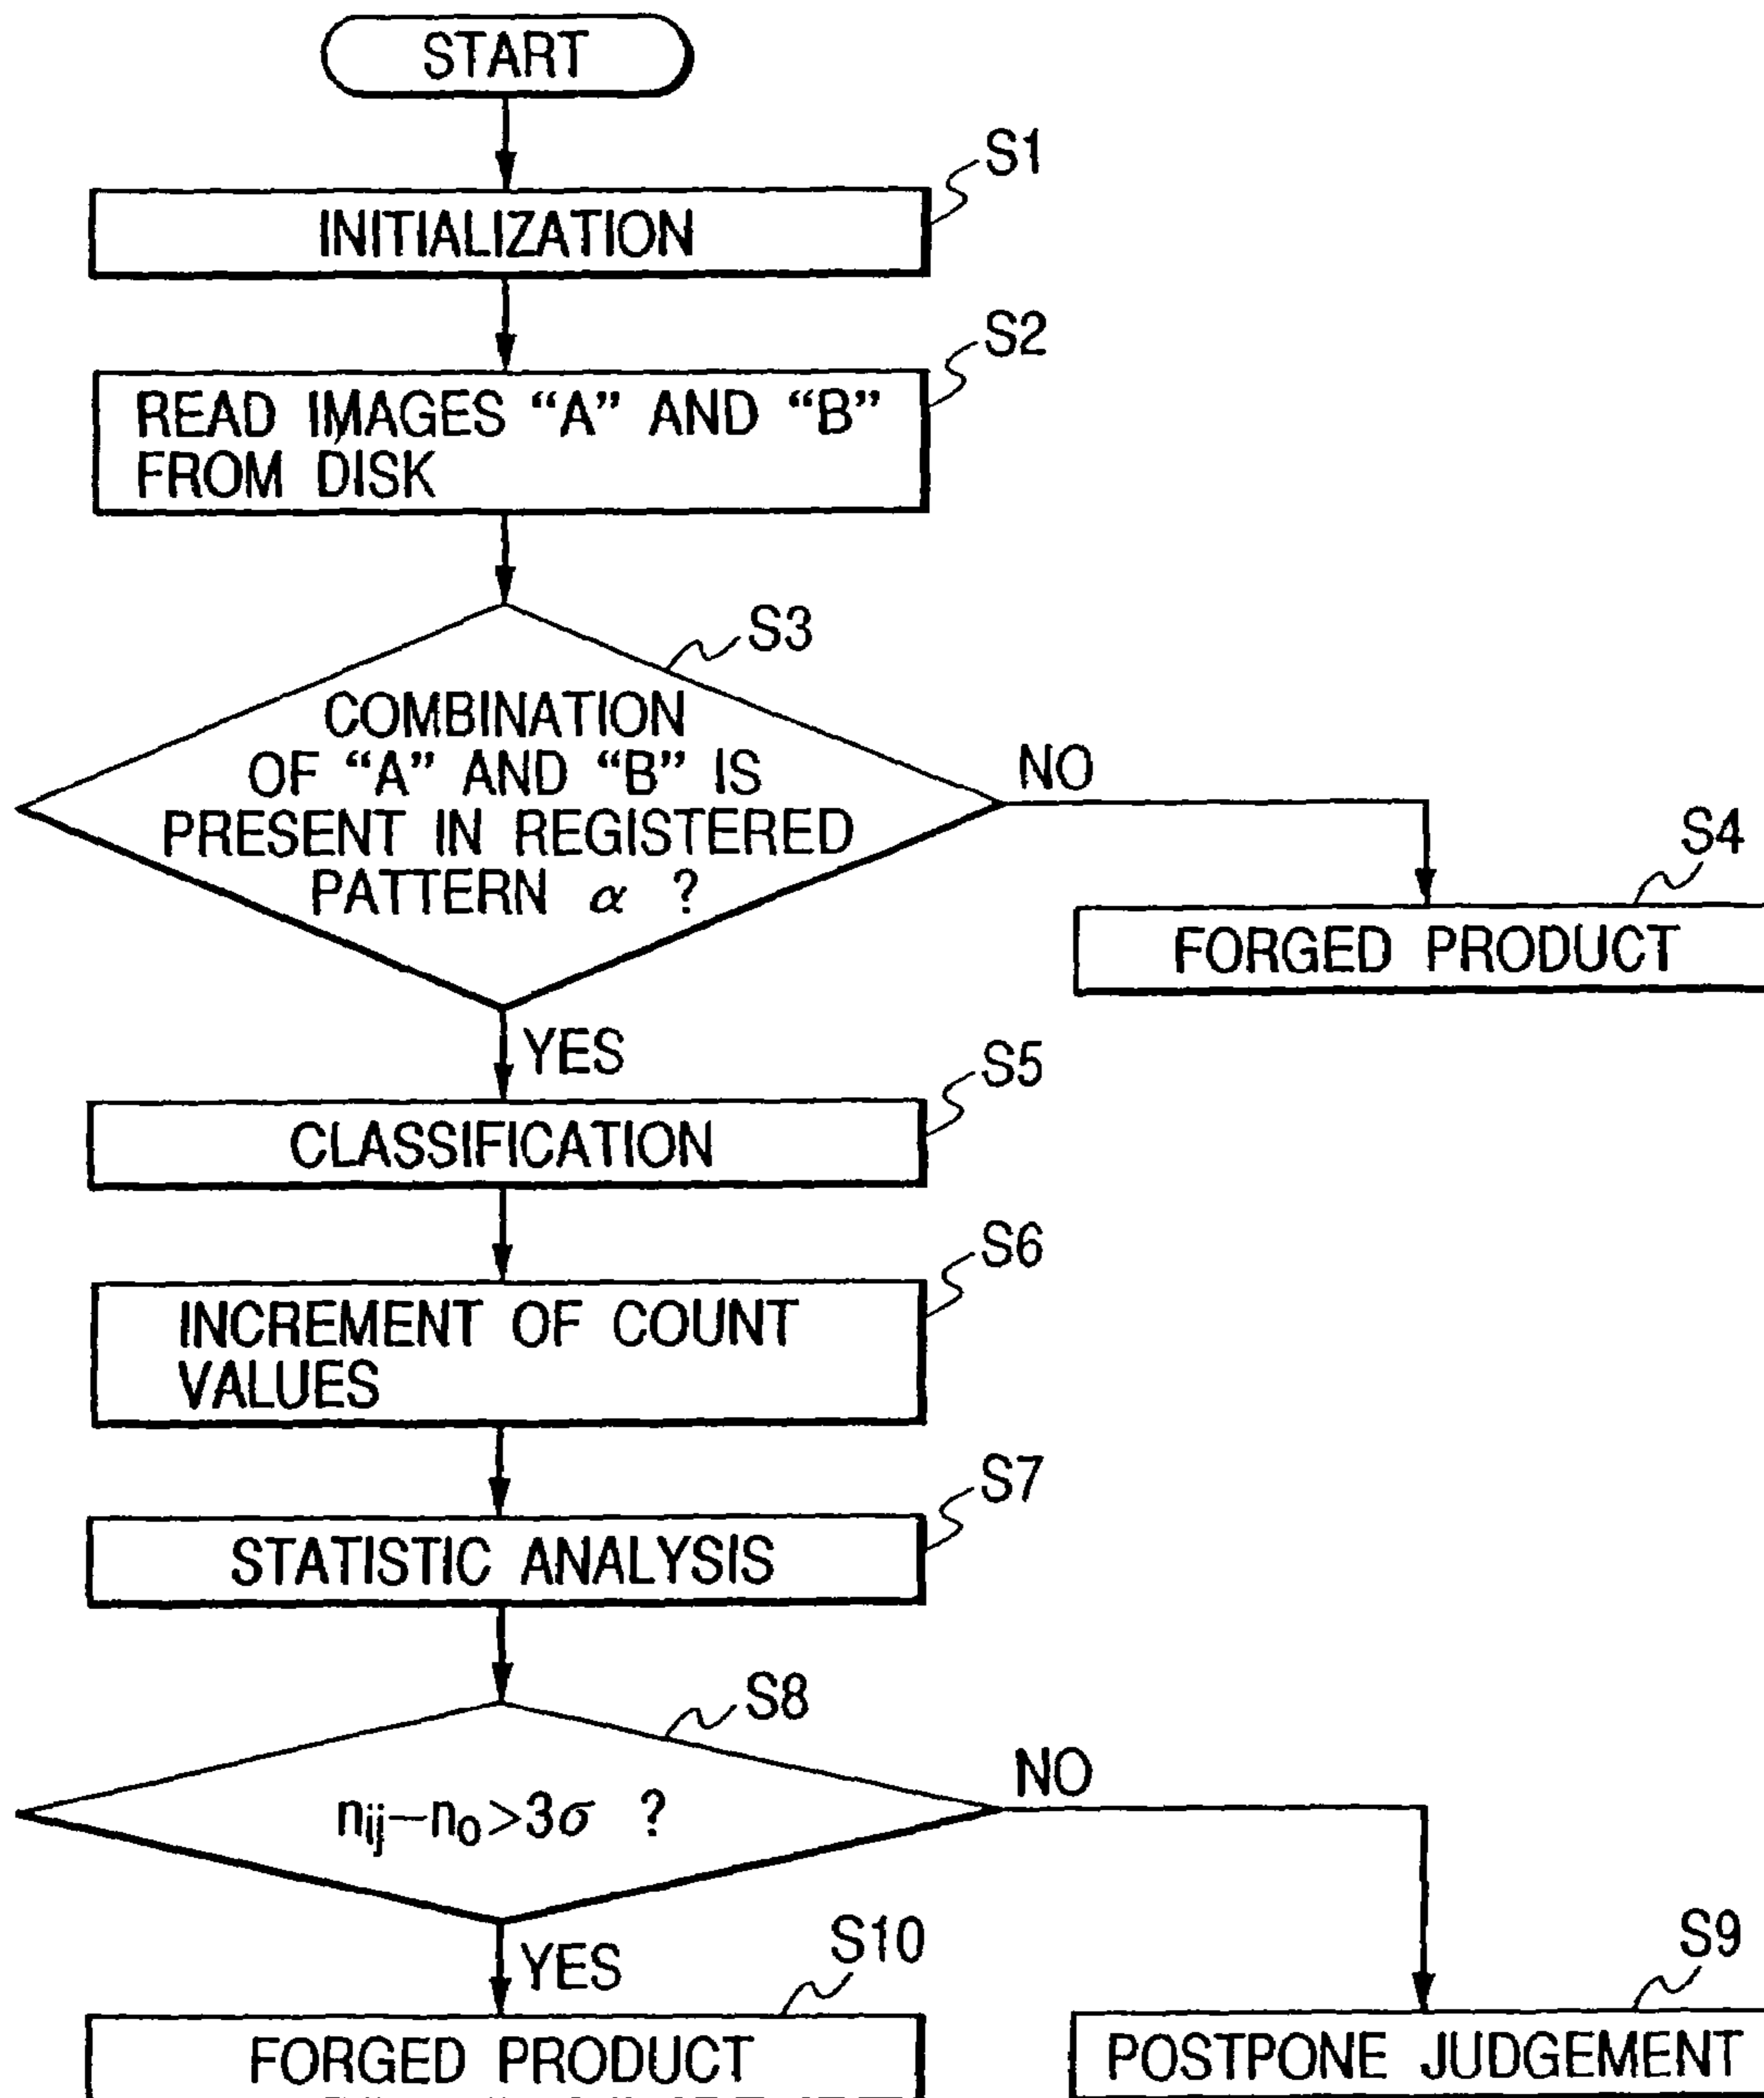 START
S1
INITIALIZATION
S2
READ IMAGES “A” AND “B”
FROM DISK
S3
COMBINATION
OF “A” AND “B” IS
PRESENT IN REGISTERED
PATTERN α ?
NO
S4
FORGED PRODUCT
YES
S5
CLASSIFICATION
S6
INCREMENT OF COUNT
VALUES
S7
STATISTIC ANALYSIS
S8
nij−n0>3σ ?
NO
S9
POSTPONE JUDGEMENT
YES
S10
FORGED PRODUCT